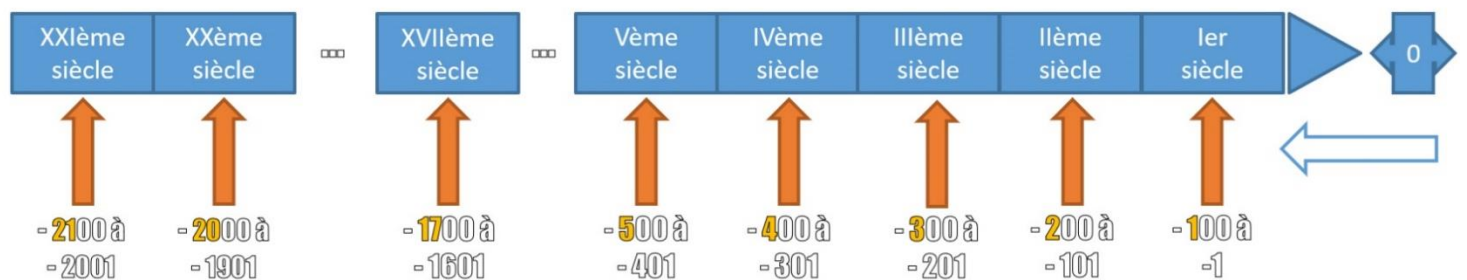 XXIème
siècle
XXème
siècle
...
XVIIème
siècle
...
Vème
siècle
IVème
siècle
IIIème
siècle
IIème
siècle
Ier
siècle
0
- 2100 à
- 2001
- 2000 à
- 1901
- 1700 à
- 1601
- 500 à
- 401
- 400 à
- 301
- 300 à
- 201
- 200 à
- 101
- 100 à
-1